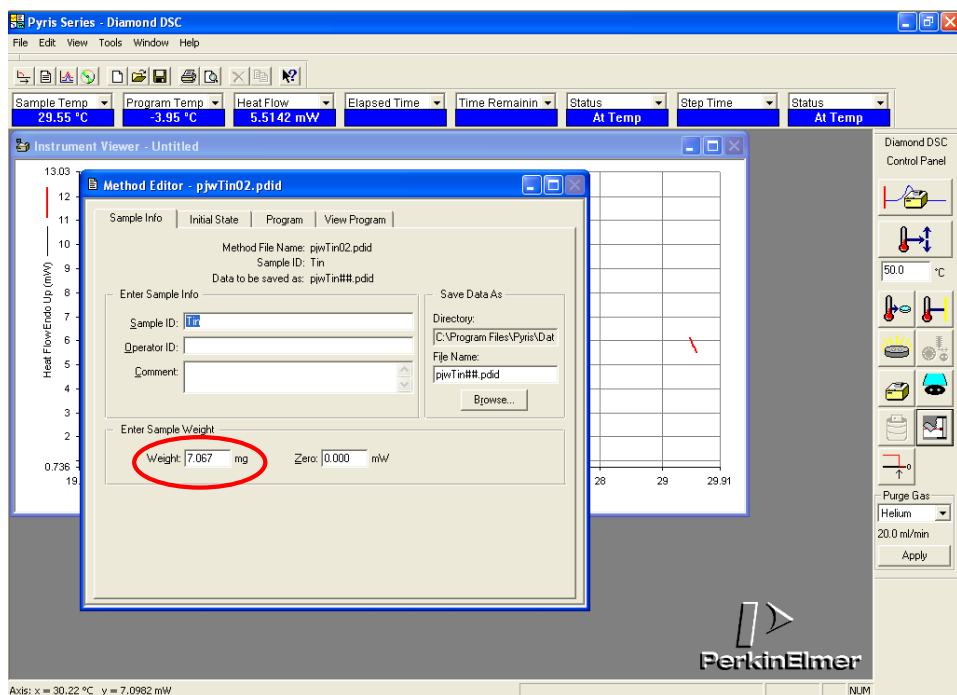 Pyris Series - Diamond DSC
File Edit View Tools Window Help
Sample Temp Program Temp Heat Flow Elapsed Time Time Remainin Status Step Time Status
29.55 °C -3.95 °C 5.5142 mW At Temp At Temp
Instrument Viewer - Untitled
Diamond DSC
Control Panel
50.0 °C
Purge Gas
Helium
20.0 ml/min
Apply
13.03
12
11
10
9
8
7
6
5
4
3
2
0.736
Heat Flow Endo Up (mW)
19.
28 29 29.91
Method Editor - pjwTin02.pdid
Sample Info Initial State Program View Program
Method File Name: pjwTin02.pdid
Sample ID: Tin
Data to be saved as: pjwTin##.pdid
Enter Sample Info
Sample ID: Tin
Operator ID:
Comment:
Save Data As
Directory:
C:\Program Files\Pyris\Dat
File Name:
pjwTin##.pdid
Browse...
Enter Sample Weight
Weight: 7.067 mg Zero: 0.000 mW
PerkinElmer
Axis: x = 30.22 °C y = 7.0982 mW
NUM